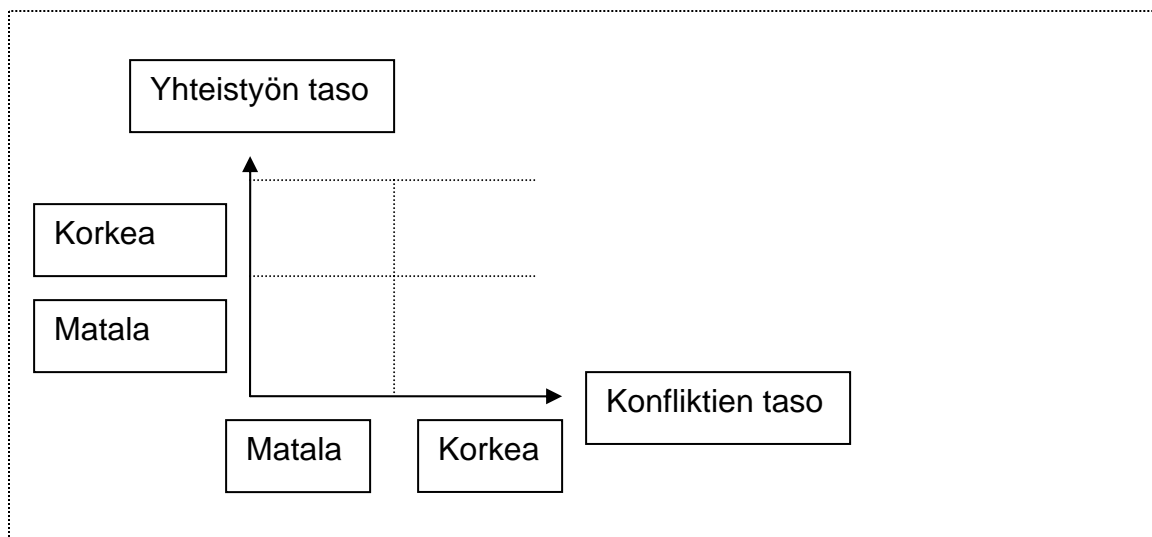 Yhteistyön taso
Korkea
Matala
Konfliktien taso
Matala
Korkea